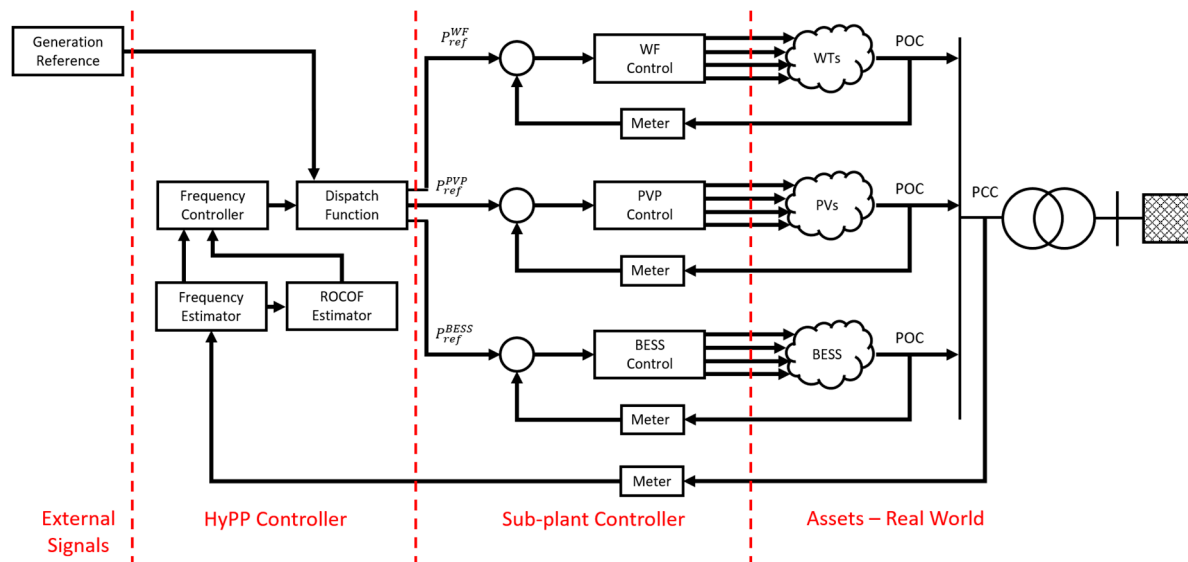 Generation
Reference
P_ref^WF
WF
Control
WTs
POC
Meter
Frequency
Controller
Dispatch
Function
P_ref^PVP
PVP
Control
PVs
POC
PCC
Meter
Frequency
Estimator
ROCOF
Estimator
P_ref^BESS
BESS
Control
BESS
POC
Meter
Meter
External
Signals
HyPP Controller
Sub-plant Controller
Assets – Real World